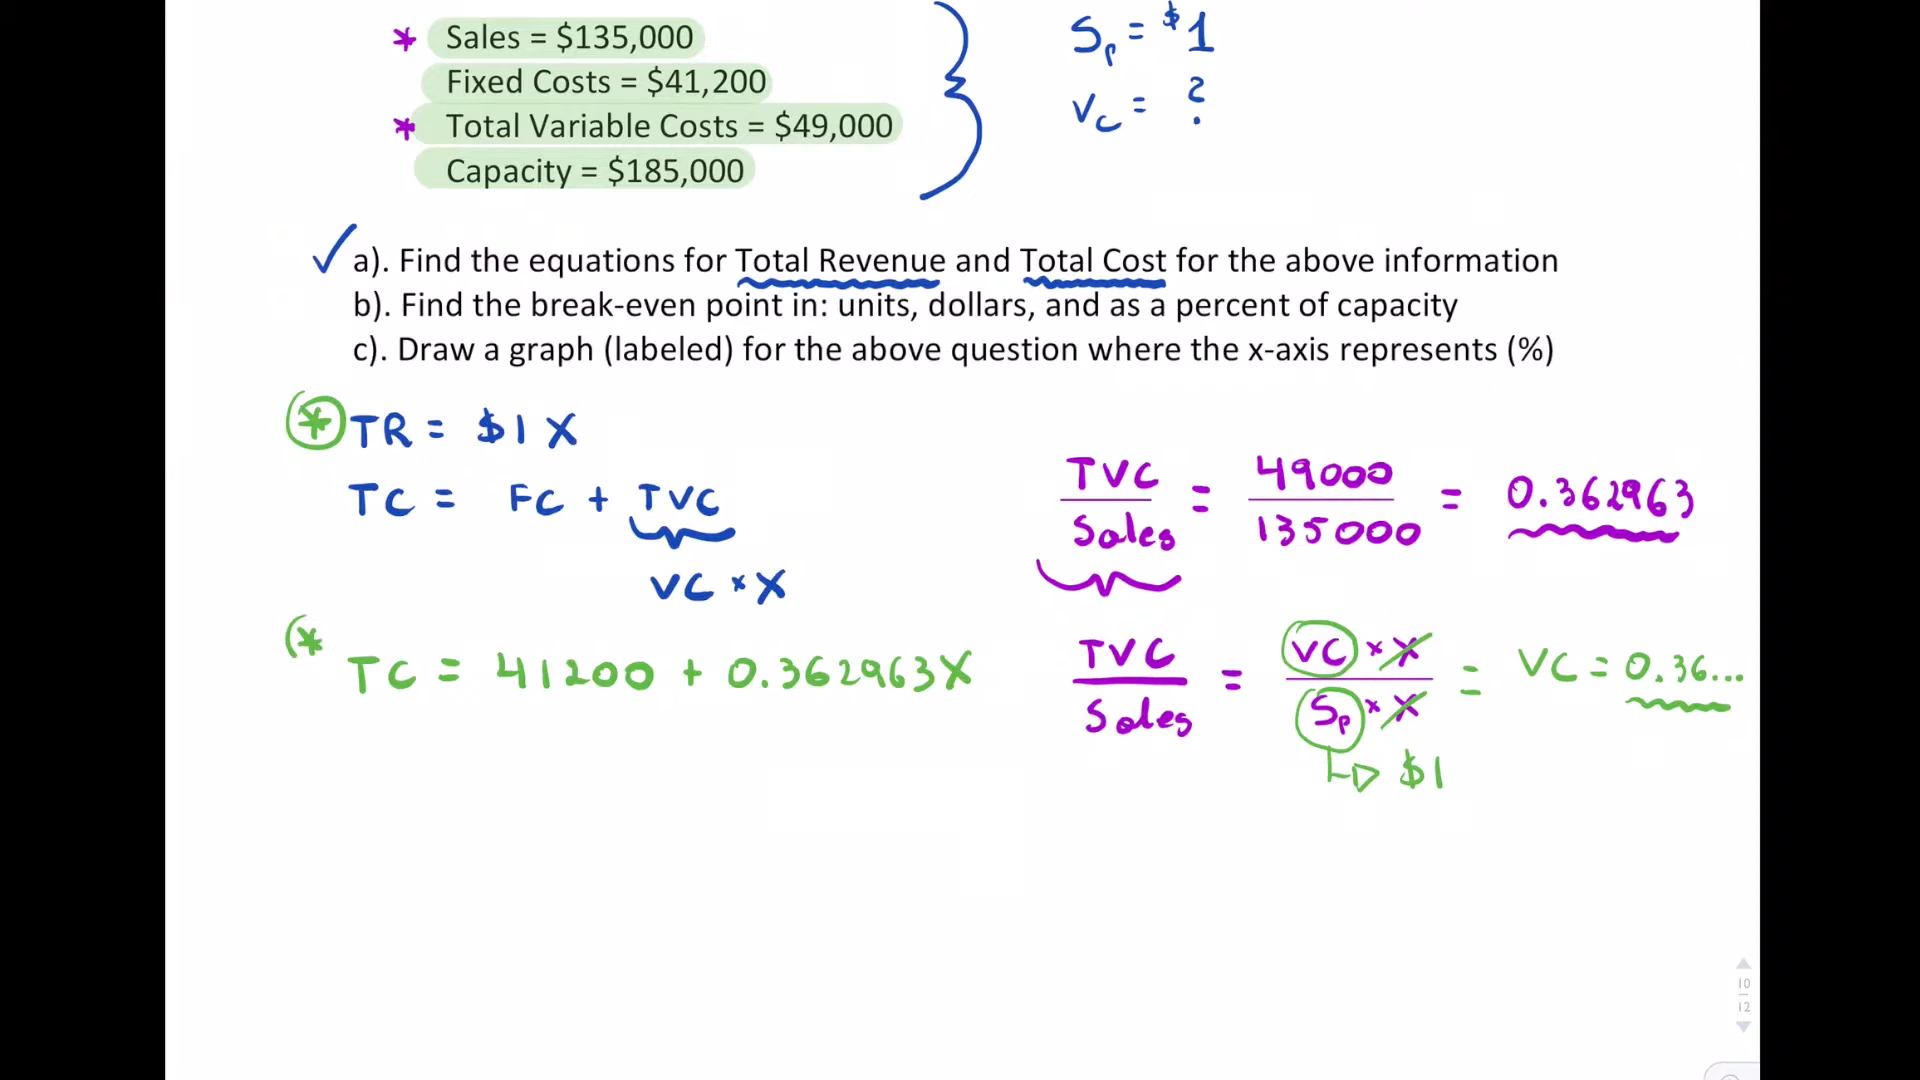 * Sales = $135,000
Fixed Costs = $41,200
* Total Variable Costs = $49,000
Capacity = $185,000
Sp = $1
VC = ?
✓ a). Find the equations for Total Revenue and Total Cost for the above information
b). Find the break-even point in: units, dollars, and as a percent of capacity
c). Draw a graph (labeled) for the above question where the x-axis represents (%)
* TR = $1 X
TC = FC + TVC
VC × X
(* TC = 41200 + 0.362963X
TVC / Sales = 49000 / 135000 = 0.362963
TVC / Sales = VC × X / Sp × X = VC = 0.36...
$1
10
12